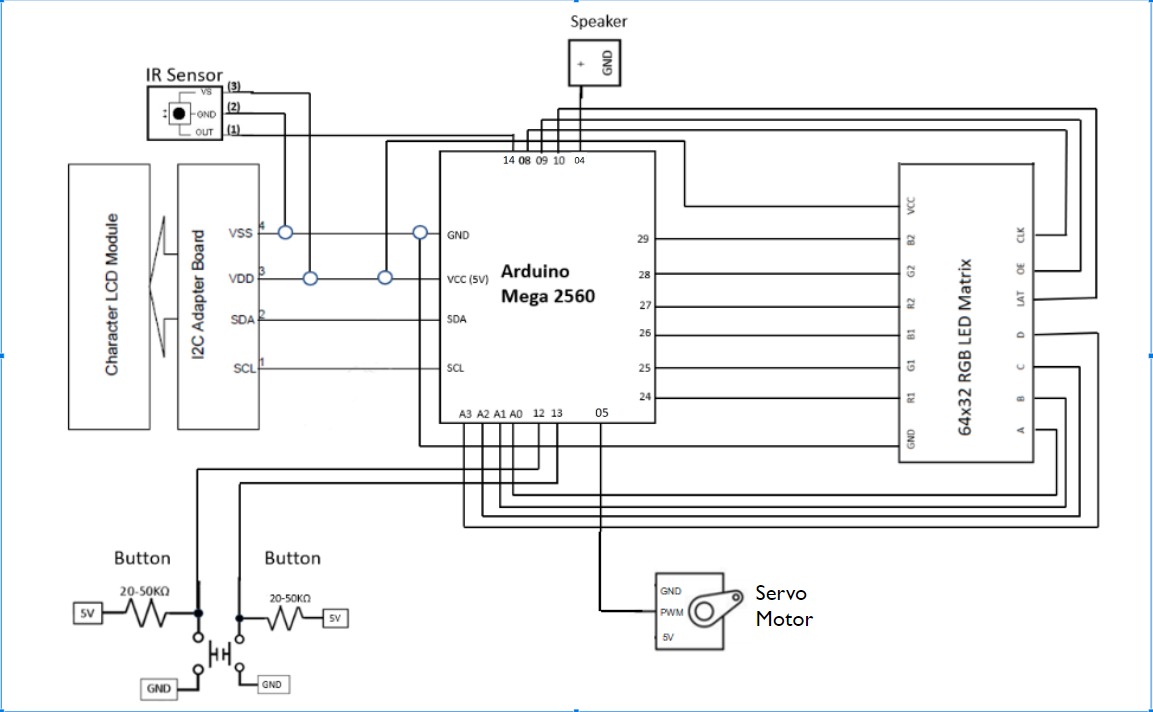 Speaker
+
GND
IR Sensor
VS
(3)
GND
(2)
OUT
(1)
14 08 09 10 04
Character LCD Module
I2C Adapter Board
VSS 4
VDD 3
SDA 2
SCL 1
GND
VCC (5V)
SDA
SCL
Arduino
Mega 2560
29
28
27
26
25
24
A3 A2 A1 A0 12 13 05
VCC
B2
G2
R2
B1
G1
R1
GND
64x32 RGB LED Matrix
CLK
OE
LAT
D
C
B
A
Button
20-50KΩ
5V
GND
Button
20-50KΩ
5V
GND
GND
PWM
5V
Servo
Motor